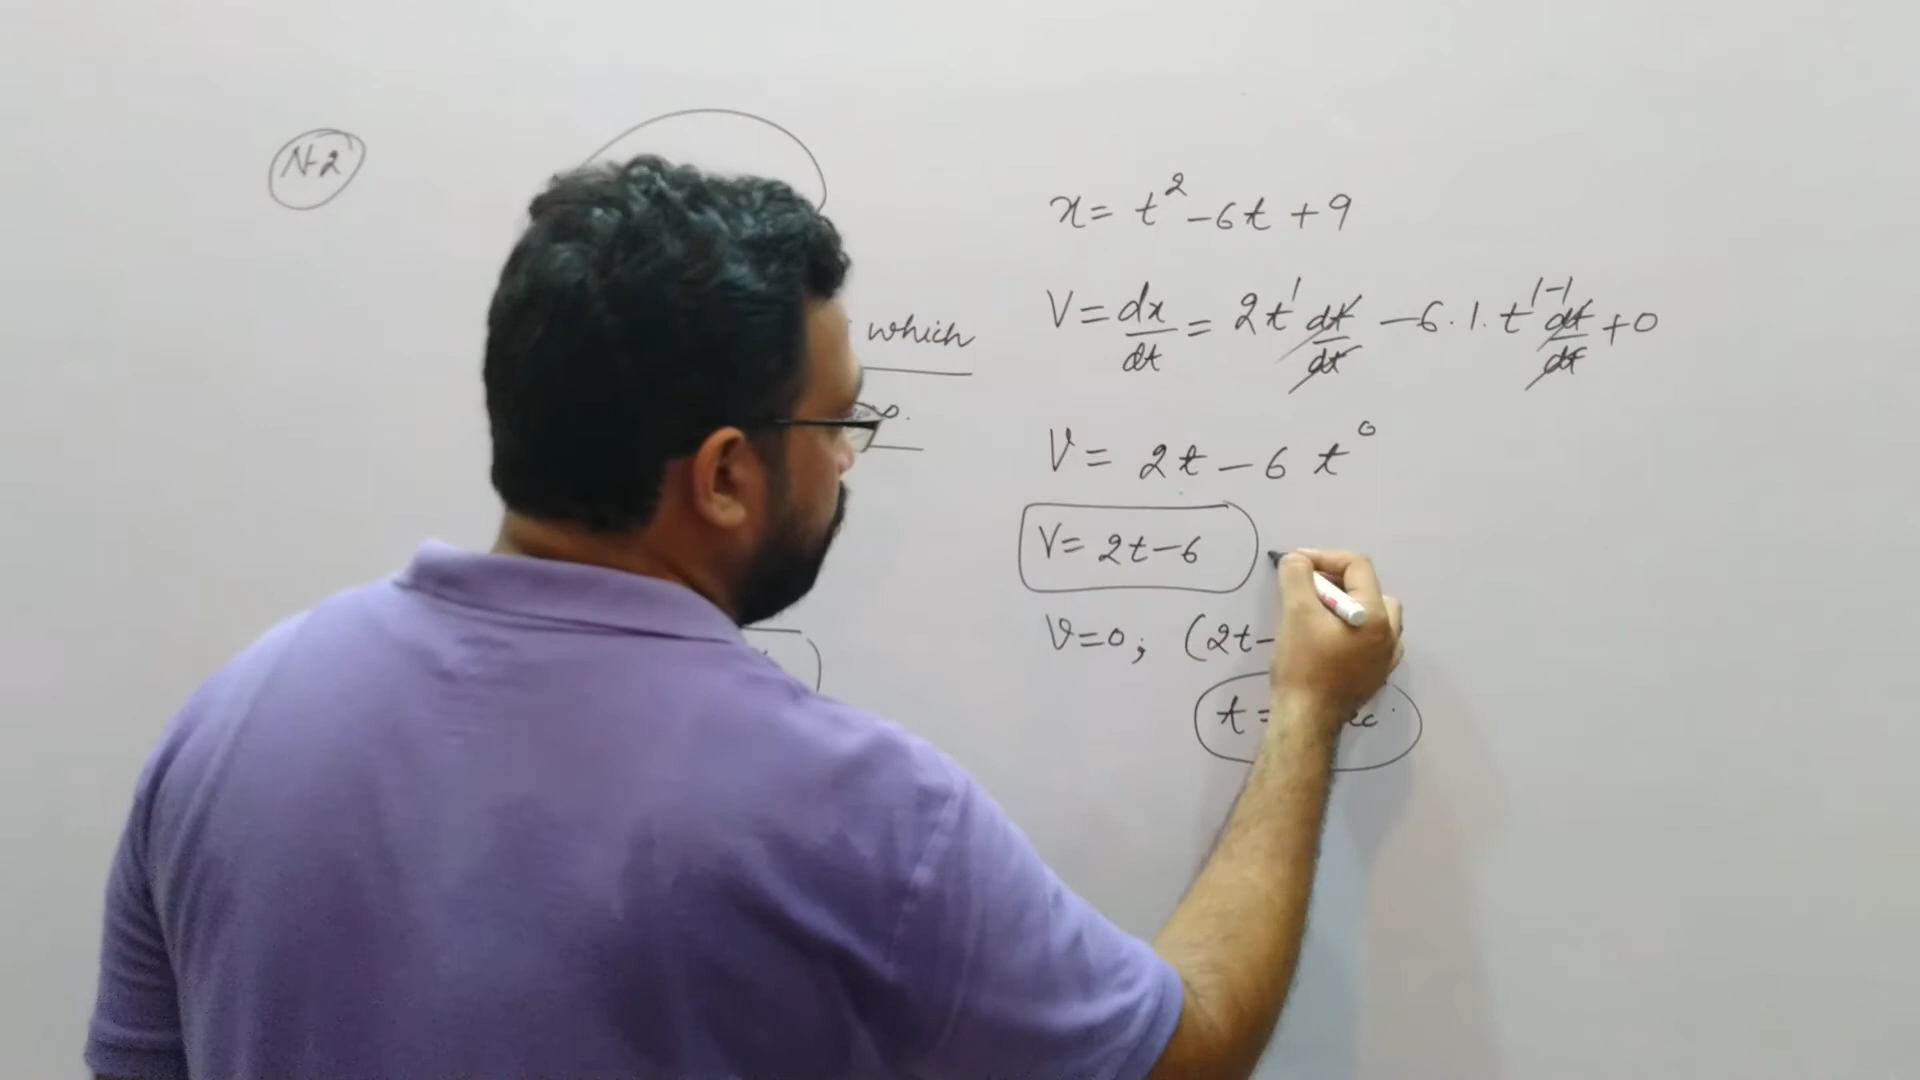 N-2
which
x = t² - 6t + 9
V = dx/dt = 2t¹ dt/dt - 6.1.t¹⁻¹ dt/dt + 0
V = 2t - 6 t⁰
V = 2t - 6
V = 0; (2t -
t =